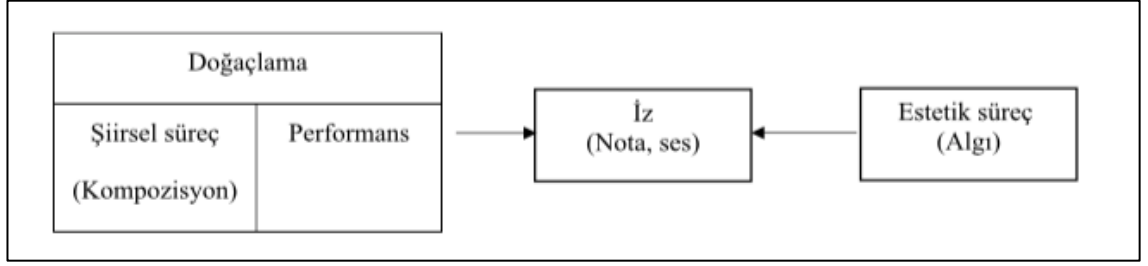 Doğaçlama
Şiirsel süreç
(Kompozisyon)
Performans
İz
(Nota, ses)
Estetik süreç
(Algı)